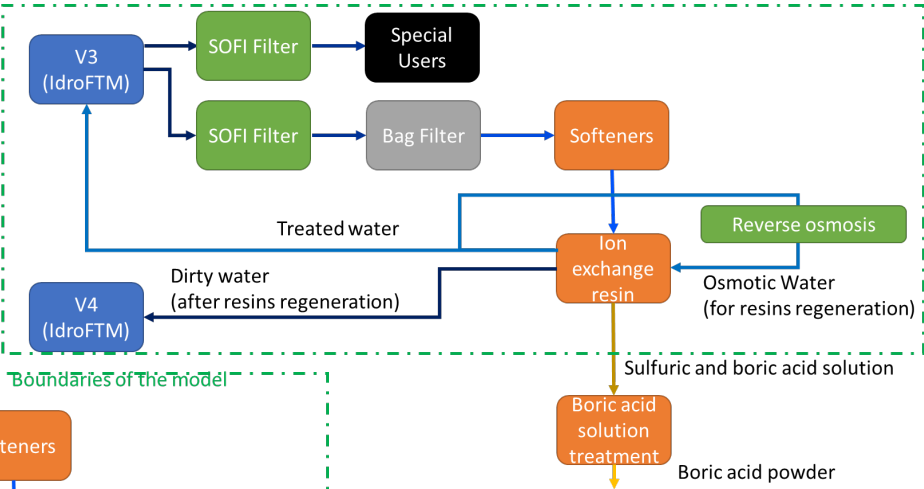 V3
(IdroFTM)
SOFI Filter
Special
Users
SOFI Filter
Bag Filter
Softeners
Treated water
Reverse osmosis
Ion
exchange
resin
Dirty water
(after resins regeneration)
Osmotic Water
(for resins regeneration)
V4
(IdroFTM)
Sulfuric and boric acid solution
Boundaries of the model
teners
Boric acid
solution
treatment
Boric acid powder